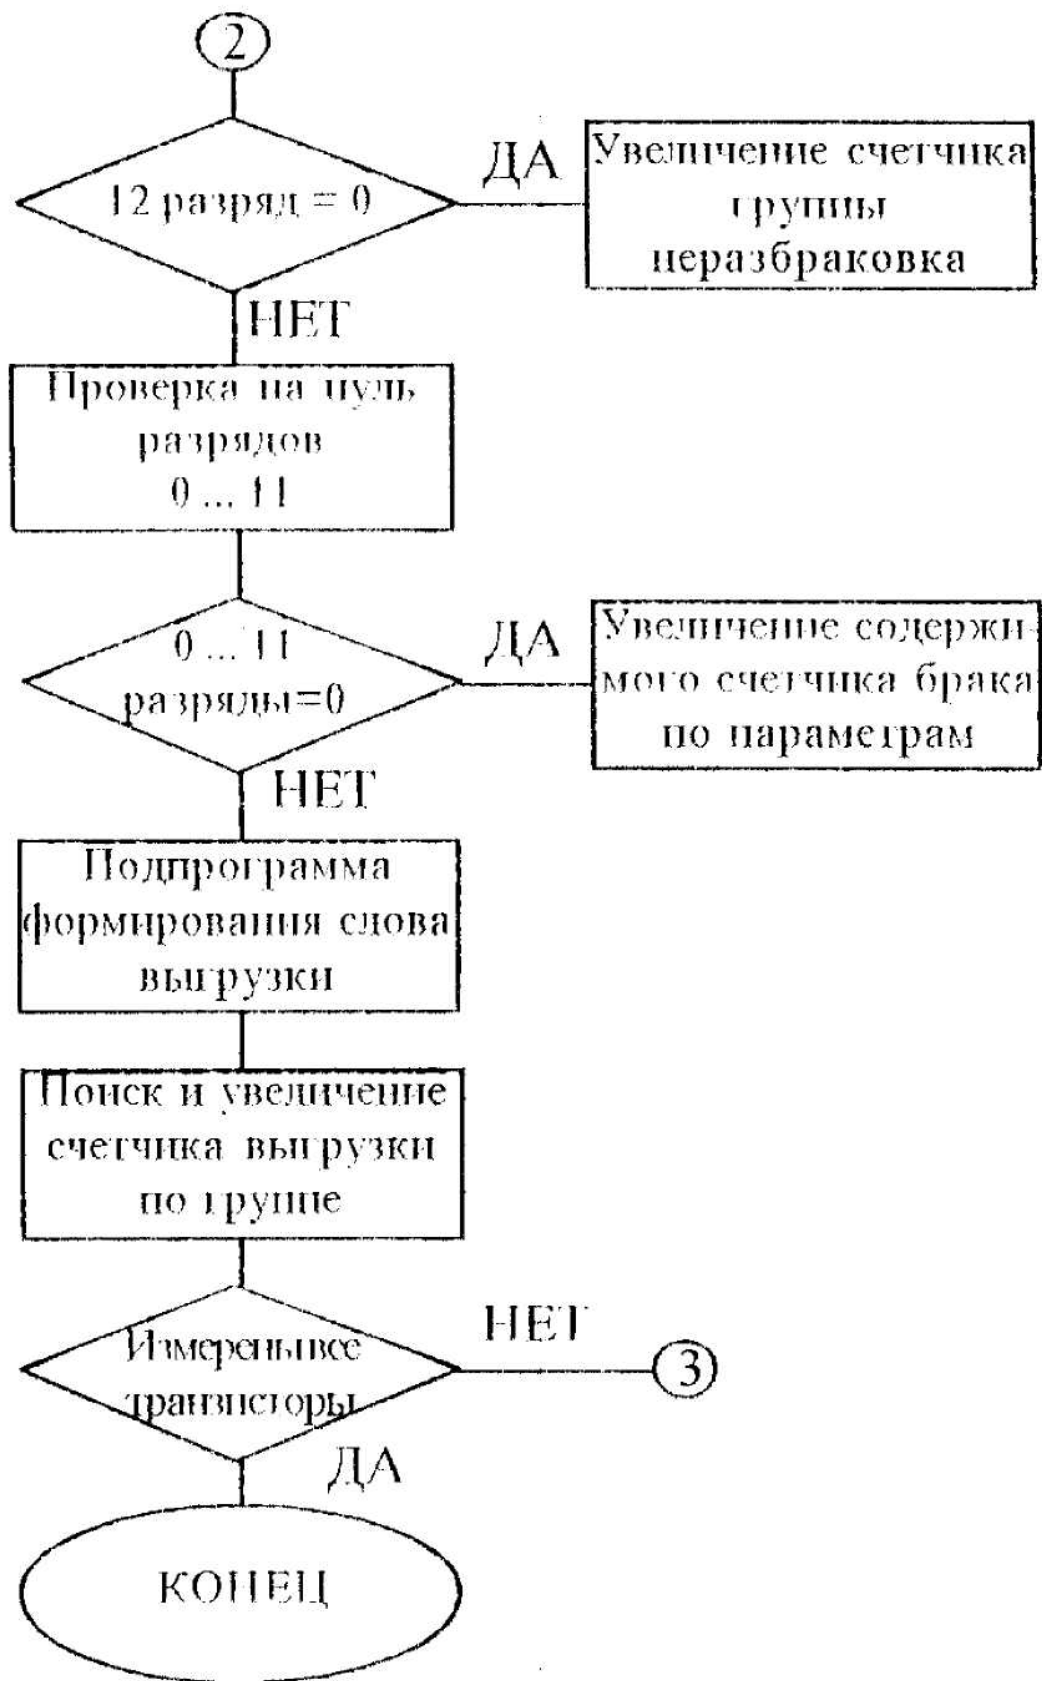 2
12 разряд = 0
ДА
Увеличение счетчика
группы
неразбраковка
НЕТ
Проверка на нуль
разрядов
0 ... 11
0 ... 11
разряды=0
ДА
Увеличение содержи-
мого счетчика брака
по параметрам
НЕТ
Подпрограмма
формирования слова
выгрузки
Поиск и увеличение
счетчика выгрузки
по группе
Измерены все
транзисторы
НЕТ
3
ДА
КОНЕЦ